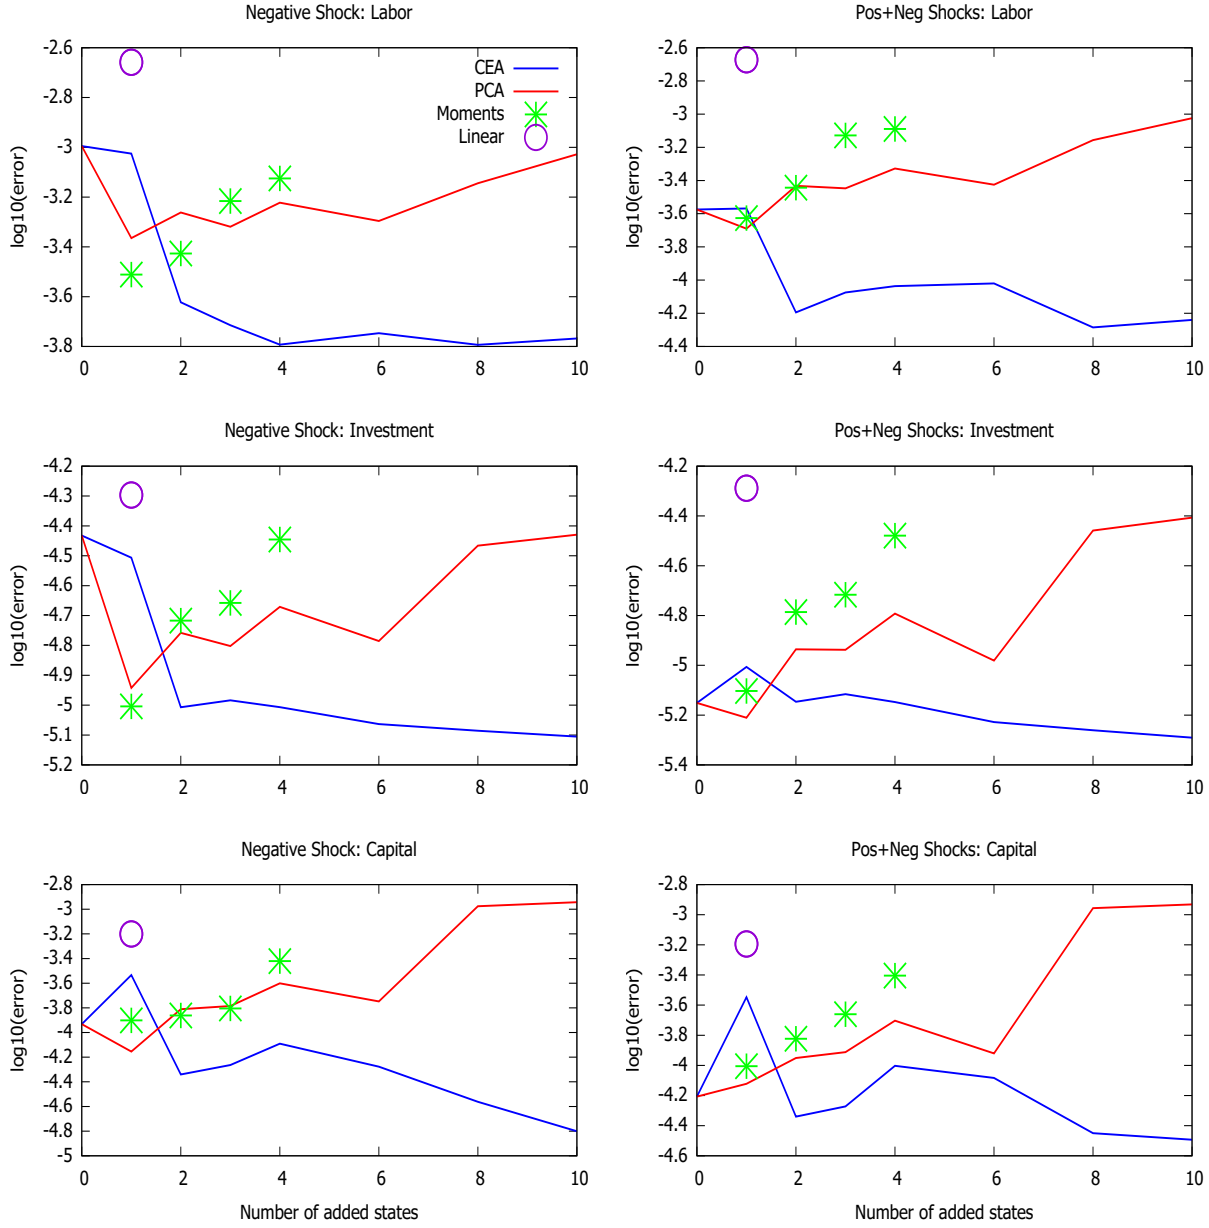 Negative Shock: Labor
log10(error)
-2.6
-2.8
-3
-3.2
-3.4
-3.6
-3.8
0 2 4 6 8 10
CEA
PCA
Moments
Linear
Pos+Neg Shocks: Labor
log10(error)
-2.6
-2.8
-3
-3.2
-3.4
-3.6
-3.8
-4
-4.2
-4.4
0 2 4 6 8 10
Negative Shock: Investment
log10(error)
-4.2
-4.3
-4.4
-4.5
-4.6
-4.7
-4.8
-4.9
-5
-5.1
-5.2
0 2 4 6 8 10
Pos+Neg Shocks: Investment
log10(error)
-4.2
-4.4
-4.6
-4.8
-5
-5.2
-5.4
0 2 4 6 8 10
Negative Shock: Capital
log10(error)
-2.8
-3
-3.2
-3.4
-3.6
-3.8
-4
-4.2
-4.4
-4.6
-4.8
-5
0 2 4 6 8 10
Number of added states
Pos+Neg Shocks: Capital
log10(error)
-2.8
-3
-3.2
-3.4
-3.6
-3.8
-4
-4.2
-4.4
-4.6
0 2 4 6 8 10
Number of added states